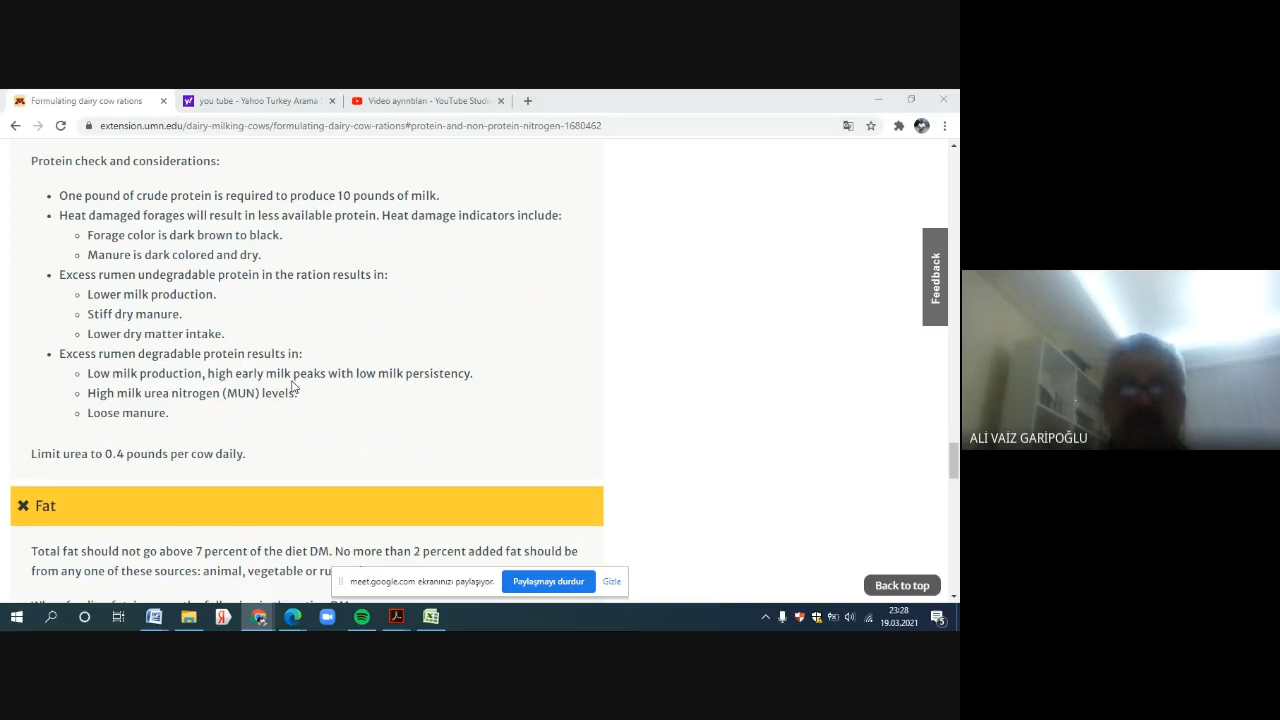 Formulating dairy cow rations
you tube - Yahoo Turkey Arama
Video ayrıntıları - YouTube Studi
extension.umn.edu/dairy-milking-cows/formulating-dairy-cow-rations#protein-and-non-protein-nitrogen-1680462
Protein check and considerations:
• One pound of crude protein is required to produce 10 pounds of milk.
• Heat damaged forages will result in less available protein. Heat damage indicators include:
◦ Forage color is dark brown to black.
◦ Manure is dark colored and dry.
• Excess rumen undegradable protein in the ration results in:
◦ Lower milk production.
◦ Stiff dry manure.
◦ Lower dry matter intake.
• Excess rumen degradable protein results in:
◦ Low milk production, high early milk peaks with low milk persistency.
◦ High milk urea nitrogen (MUN) levels.
◦ Loose manure.
Limit urea to 0.4 pounds per cow daily.
Fat
Total fat should not go above 7 percent of the diet DM. No more than 2 percent added fat should be
from any one of these sources: animal, vegetable or ru
meet.google.com ekranınızı paylaşıyor.
Paylaşmayı durdur
Gizle
Feedback
Back to top
23:28
19.03.2021
5
ALİ VAİZ GARİPOĞLU